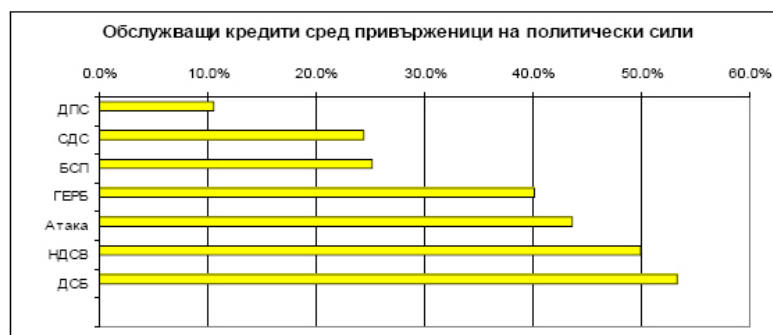 Обслужващи кредити сред привърженици на политически сили
0.0% 10.0% 20.0% 30.0% 40.0% 50.0% 60.0%
ДПС
СДС
БСП
ГЕРБ
Атака
НДСВ
ДСБ